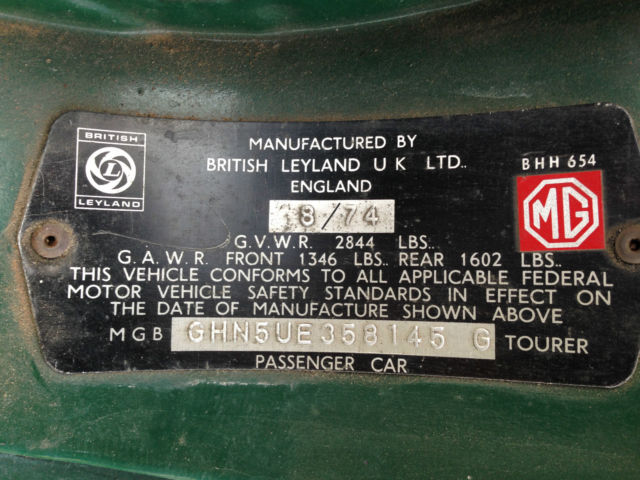 BRITISH
L
LEYLAND
MANUFACTURED BY
BRITISH LEYLAND U K LTD..
ENGLAND
8/74
BHH 654
MG
G.V.W.R. 2844 LBS..
G.A.W.R. FRONT 1346 LBS.. REAR 1602 LBS..
THIS VEHICLE CONFORMS TO ALL APPLICABLE FEDERAL
MOTOR VEHICLE SAFETY STANDARDS IN EFFECT ON
THE DATE OF MANUFACTURE SHOWN ABOVE
MGB GHN5UE358145 G TOURER
PASSENGER CAR